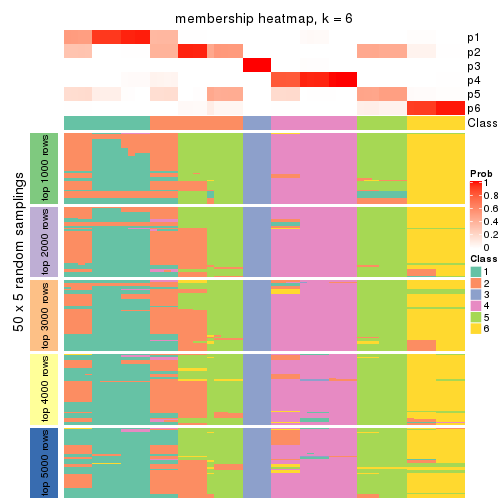 membership heatmap, k = 6
p1
p2
p3
p4
p5
p6
Class
50 x 5 random samplings
top 1000 rows
top 2000 rows
top 3000 rows
top 4000 rows
top 5000 rows
Prob
1
0.8
0.6
0.4
0.2
0
Class
1
2
3
4
5
6